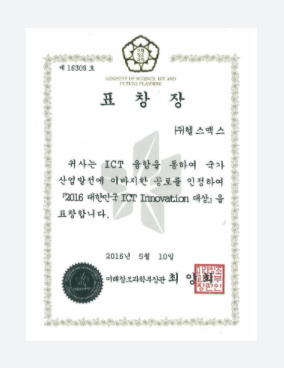 제 16308 호
MINISTRY OF SCIENCE, ICT AND
FUTURE PLANNING
표 창 장
㈜헬스맥스
귀사는 ICT 융합을 통하여 국가
산업발전에 이바지한 공로를 인정하여
『2016 대한민국 ICT Innovation 대상』을
표창합니다.
2016년 5월 10일
미래창조과학부장관 최 양 희